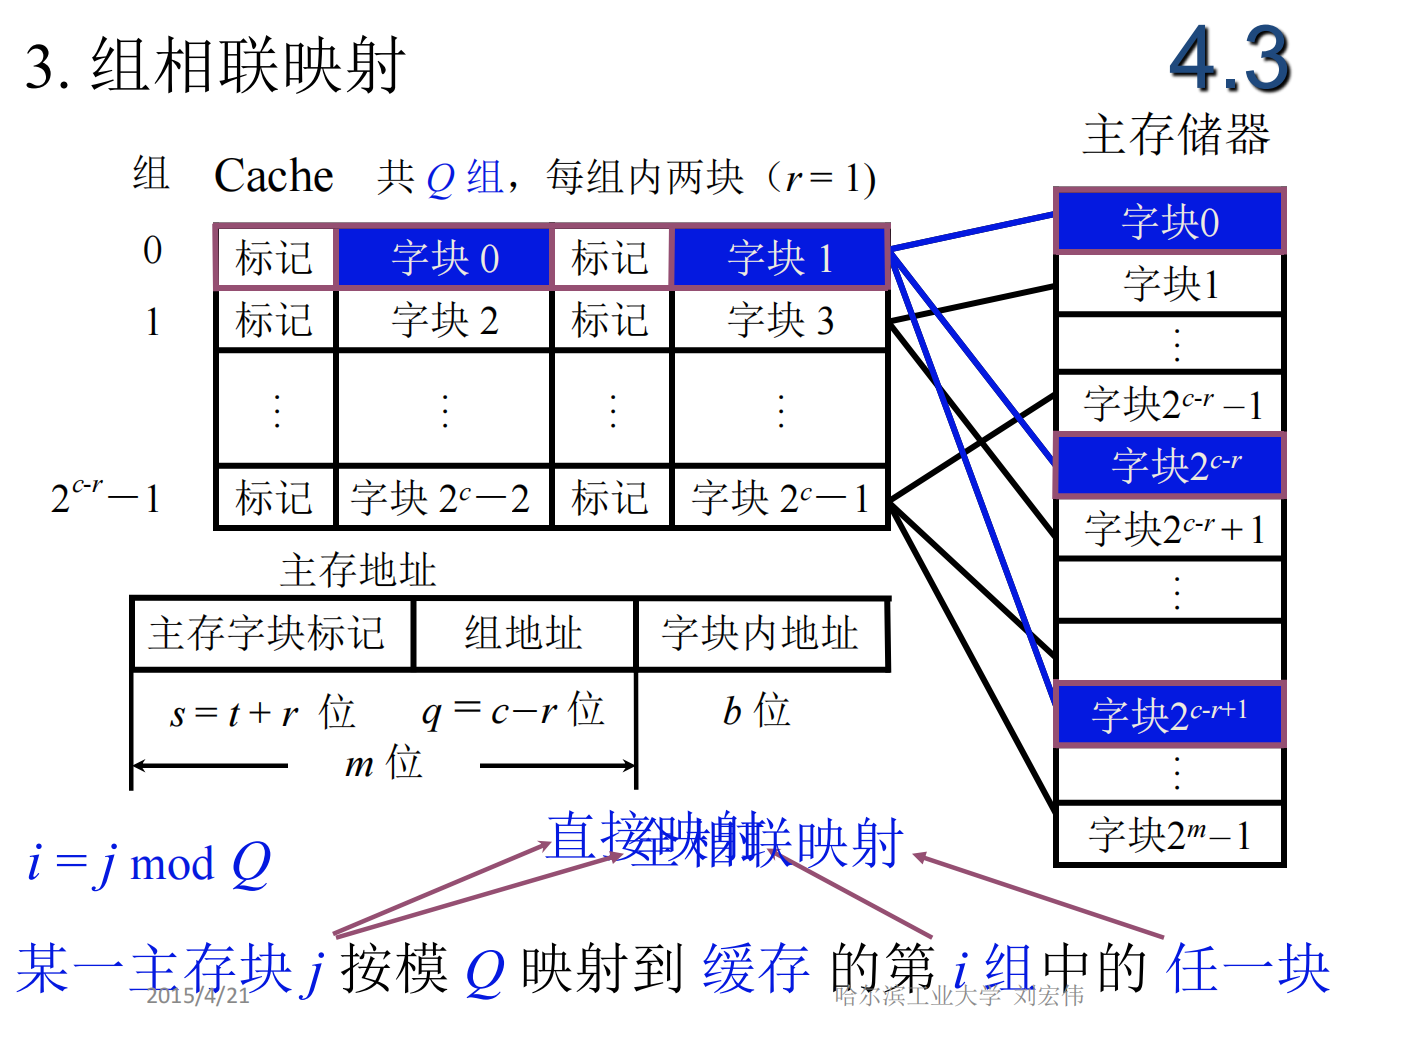 3. 组相联映射
4.3
主存储器
组 Cache 共 Q 组，每组内两块（r = 1)
0 标记 字块 0 标记 字块 1
1 标记 字块 2 标记 字块 3
⋮ ⋮ ⋮ ⋮
2^{c-r}－1 标记 字块 2^c－2 标记 字块 2^c－1
字块0
字块1
⋮
字块2^{c-r} –1
字块2^{c-r}
字块2^{c-r} + 1
⋮
字块2^{c-r+1}
⋮
字块2^m–1
主存地址
主存字块标记 组地址 字块内地址
s = t + r 位 q = c–r 位 b 位
m 位
直接映射
全相联映射
i = j mod Q
某一主存块 j 按模 Q 映射到 缓存 的第 i 组中的 任一块
2015/4/21
哈尔滨工业大学 刘宏伟